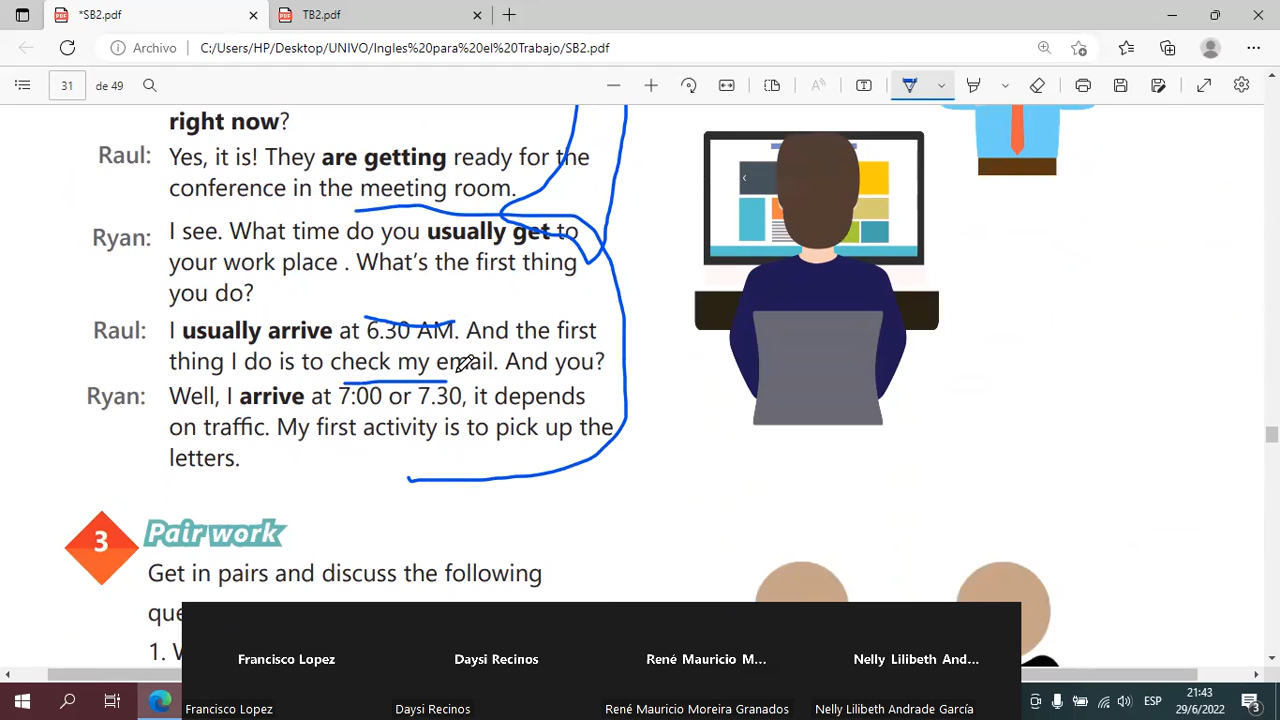 *SB2.pdf
TB2.pdf
Archivo
C:/Users/HP/Desktop/UNIVO/Ingles%20para%20el%20Trabajo/SB2.pdf
31 de 49
right now?
Raul: Yes, it is! They are getting ready for the
conference in the meeting room.
Ryan: I see. What time do you usually get to
your work place . What's the first thing
you do?
Raul: I usually arrive at 6.30 AM. And the first
thing I do is to check my email. And you?
Ryan: Well, I arrive at 7:00 or 7.30, it depends
on traffic. My first activity is to pick up the
letters.
3 Pair work
Get in pairs and discuss the following
que
1. W
Francisco Lopez
Daysi Recinos
René Mauricio M...
Nelly Lilibeth And...
Francisco Lopez
Daysi Recinos
René Mauricio Moreira Granados
Nelly Lilibeth Andrade García
ESP
21:43
29/6/2022
3